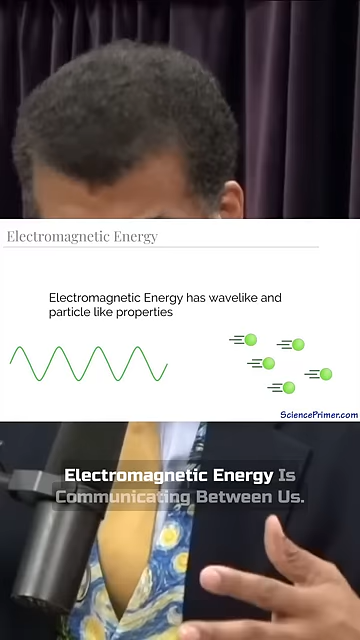 Electromagnetic Energy
Electromagnetic Energy has wavelike and
particle like properties
SciencePrimer.com
Electromagnetic Energy Is
Communicating Between Us.